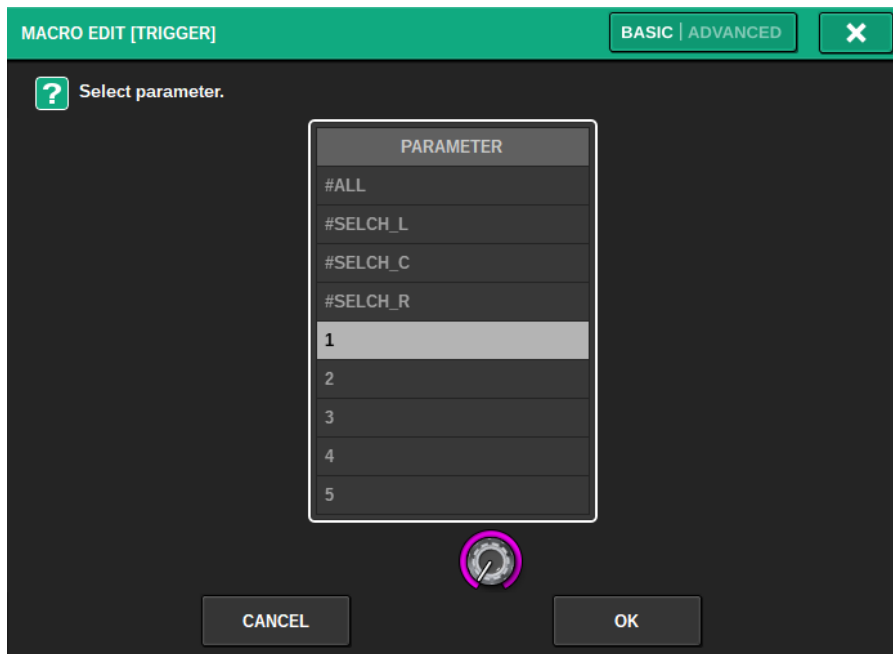 MACRO EDIT [TRIGGER]
BASIC | ADVANCED
? Select parameter.
PARAMETER
#ALL
#SELCH_L
#SELCH_C
#SELCH_R
1
2
3
4
5
CANCEL
OK